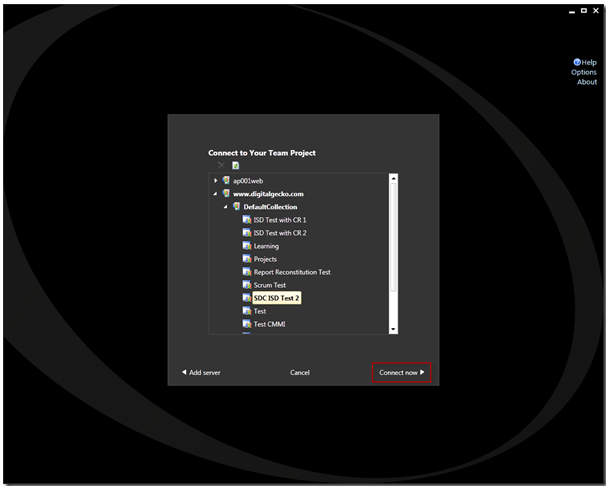 Help
Options
About
Connect to Your Team Project
ap001web
www.digitalgecko.com
DefaultCollection
ISD Test with CR 1
ISD Test with CR 2
Learning
Projects
Report Reconstitution Test
Scrum Test
SDC ISD Test 2
Test
Test CMMI
Add server
Cancel
Connect now